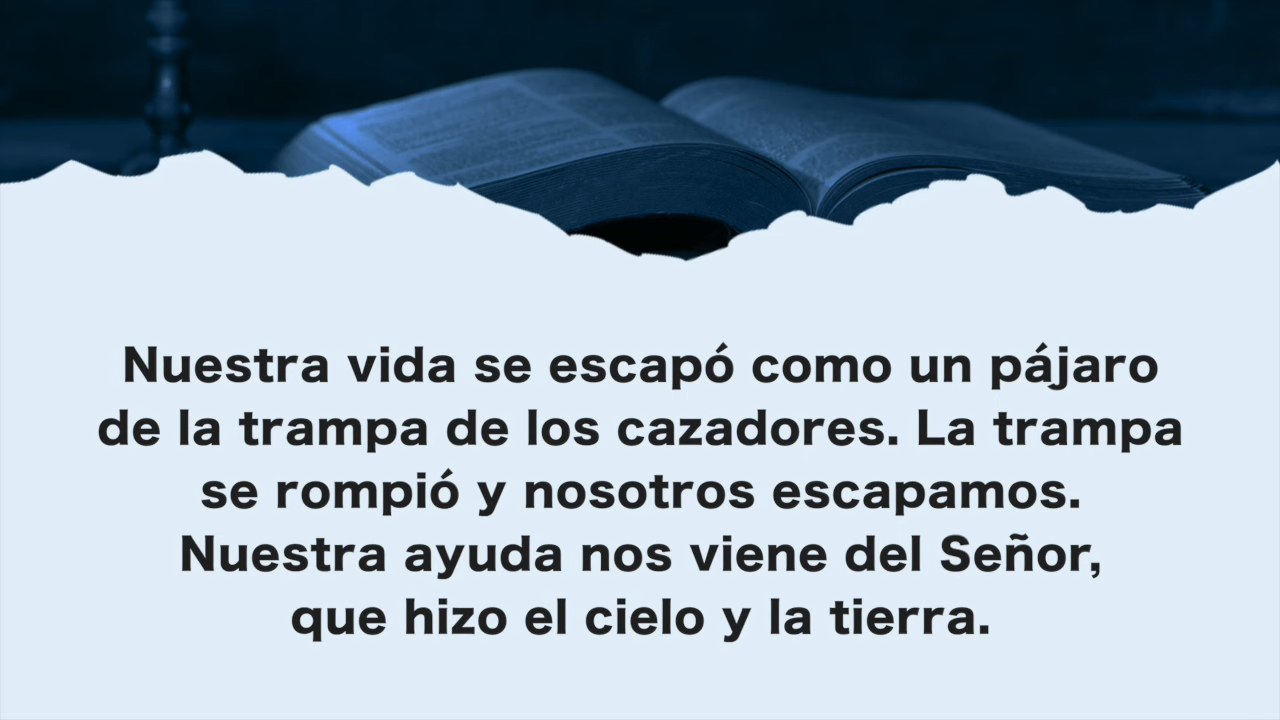 Nuestra vida se escapó como un pájaro
de la trampa de los cazadores. La trampa
se rompió y nosotros escapamos.
Nuestra ayuda nos viene del Señor,
que hizo el cielo y la tierra.